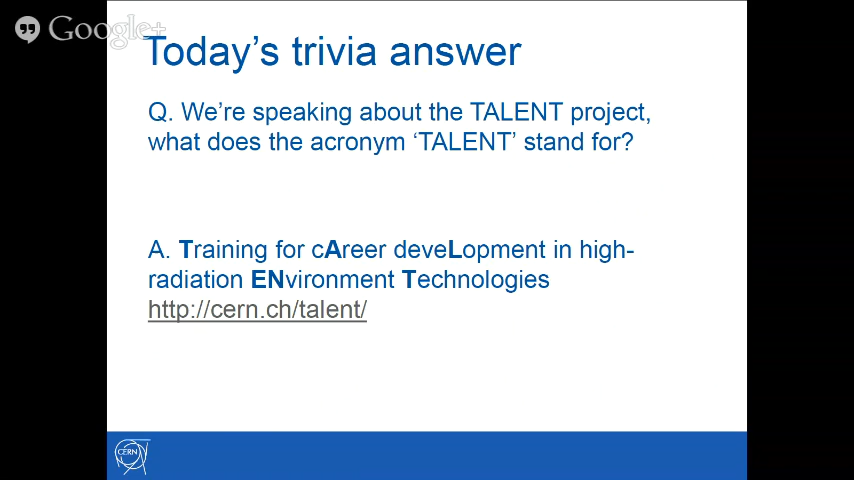 Google+
Today's trivia answer
Q. We're speaking about the TALENT project,
what does the acronym ‘TALENT’ stand for?
A. Training for cAreer deveLopment in high-
radiation ENvironment Technologies
http://cern.ch/talent/
CERN